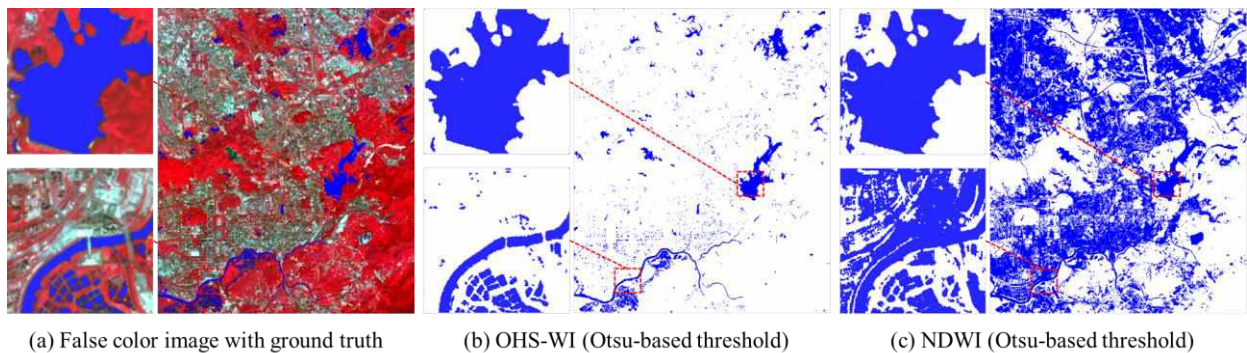 (a) False color image with ground truth
(b) OHS-WI (Otsu-based threshold)
(c) NDWI (Otsu-based threshold)